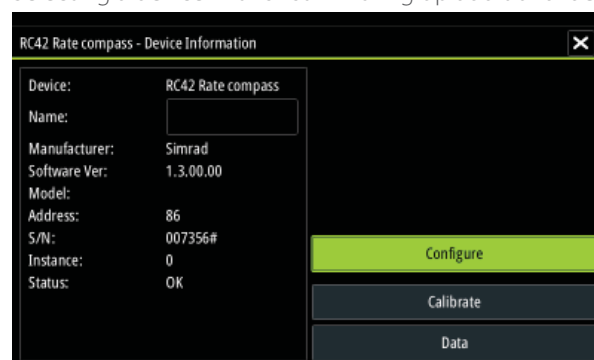 RC42 Rate compass - Device Information
Device: RC42 Rate compass
Name:
Manufacturer: Simrad
Software Ver: 1.3.00.00
Model:
Address: 86
S/N: 007356#
Instance: 0
Status: OK
Configure
Calibrate
Data